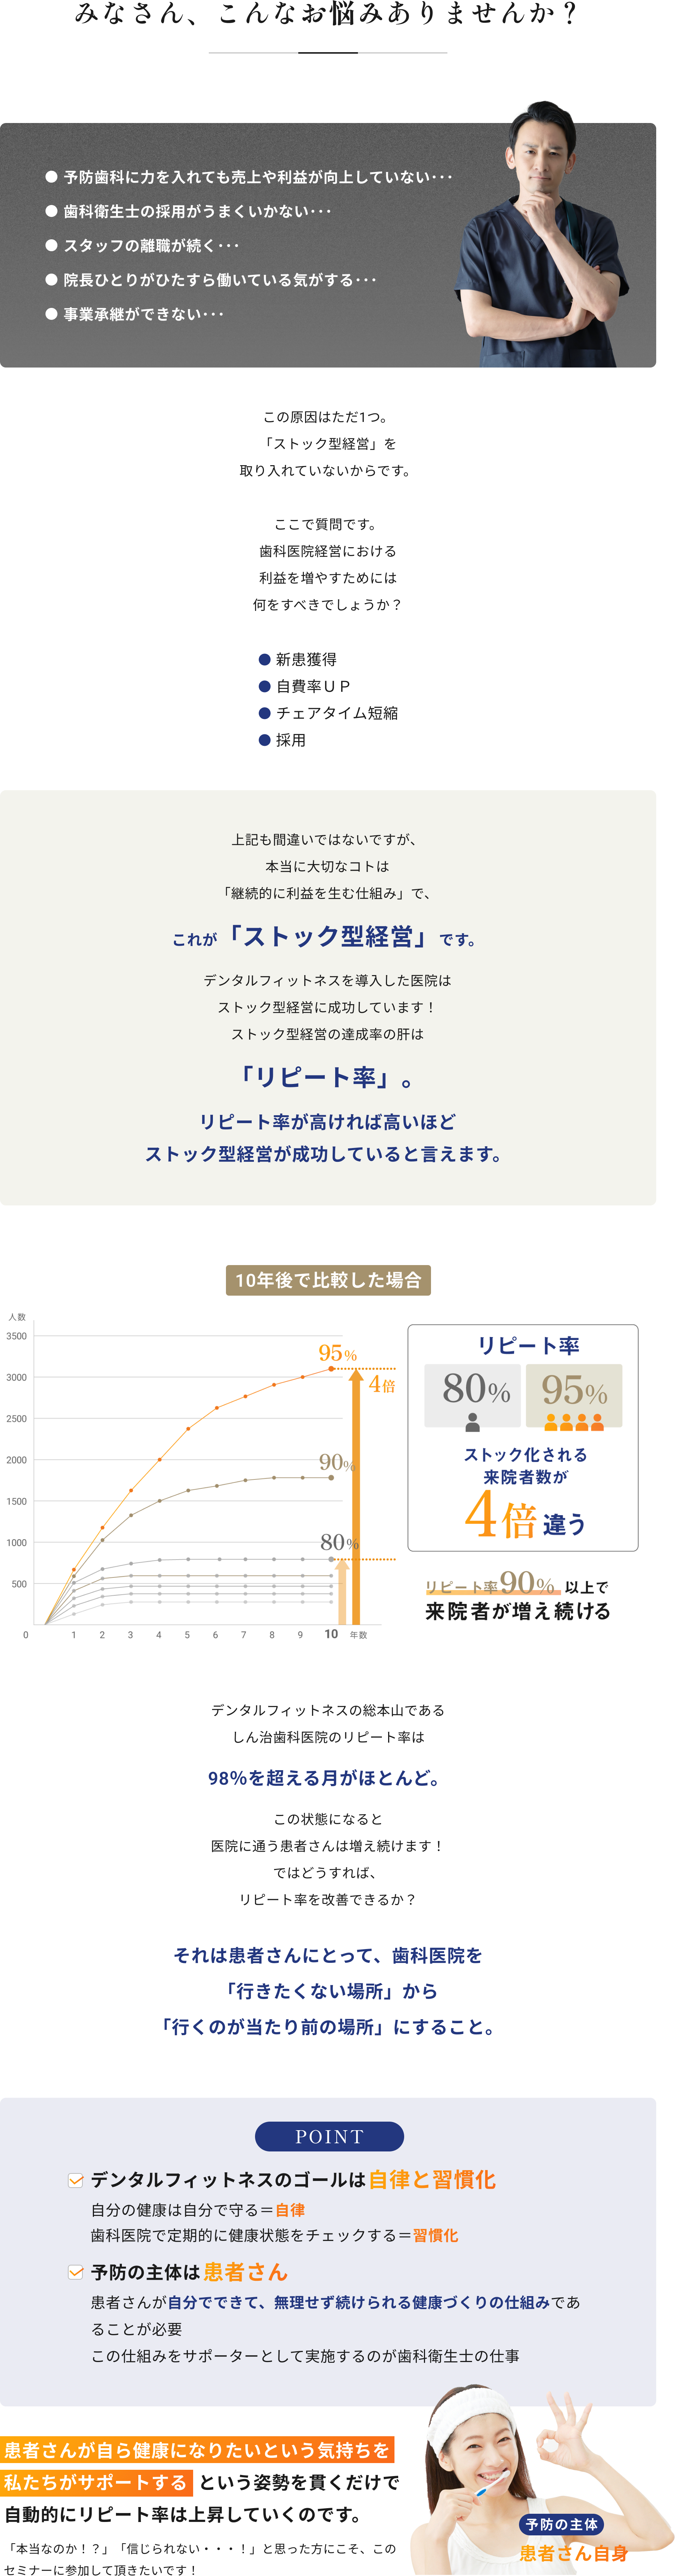 みなさん、こんなお悩みありませんか？
● 予防歯科に力を入れても売上や利益が向上していない･･･
● 歯科衛生士の採用がうまくいかない･･･
● スタッフの離職が続く･･･
● 院長ひとりがひたすら働いている気がする･･･
● 事業承継ができない･･･
この原因はただ1つ。
「ストック型経営」を
取り入れていないからです。
ここで質問です。
歯科医院経営における
利益を増やすためには
何をすべきでしょうか？
● 新患獲得
● 自費率ＵＰ
● チェアタイム短縮
● 採用
上記も間違いではないですが、
本当に大切なコトは
「継続的に利益を生む仕組み」で、
これが「ストック型経営」です。
デンタルフィットネスを導入した医院は
ストック型経営に成功しています！
ストック型経営の達成率の肝は
「リピート率」。
リピート率が高ければ高いほど
ストック型経営が成功していると言えます。
10年後で比較した場合
人数
3500
3000
2500
2000
1500
1000
500
0 1 2 3 4 5 6 7 8 9 10 年数
95%
4倍
90%
80%
リピート率
80% 95%
ストック化される
来院者数が
4倍 違う
リピート率90% 以上で
来院者が増え続ける
デンタルフィットネスの総本山である
しん治歯科医院のリピート率は
98％を超える月がほとんど。
この状態になると
医院に通う患者さんは増え続けます！
ではどうすれば、
リピート率を改善できるか？
それは患者さんにとって、歯科医院を
「行きたくない場所」から
「行くのが当たり前の場所」にすること。
POINT
デンタルフィットネスのゴールは自律と習慣化
自分の健康は自分で守る＝自律
歯科医院で定期的に健康状態をチェックする＝習慣化
予防の主体は患者さん
患者さんが自分でできて、無理せず続けられる健康づくりの仕組みであ
ることが必要
この仕組みをサポーターとして実施するのが歯科衛生士の仕事
患者さんが自ら健康になりたいという気持ちを
私たちがサポートする という姿勢を貫くだけで
自動的にリピート率は上昇していくのです。
「本当なのか！？」「信じられない・・・！」と思った方にこそ、この
セミナーに参加して頂きたいです！
予防の主体
患者さん自身